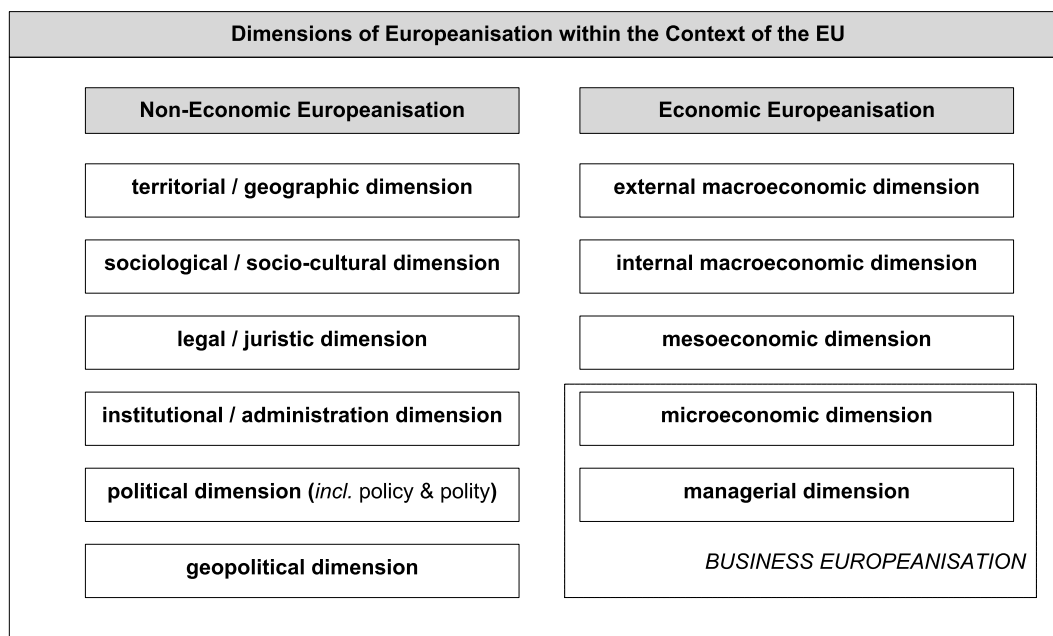 Dimensions of Europeanisation within the Context of the EU
Non-Economic Europeanisation
territorial / geographic dimension
sociological / socio-cultural dimension
legal / juristic dimension
institutional / administration dimension
political dimension (incl. policy & polity)
geopolitical dimension
Economic Europeanisation
external macroeconomic dimension
internal macroeconomic dimension
mesoeconomic dimension
microeconomic dimension
managerial dimension
BUSINESS EUROPEANISATION